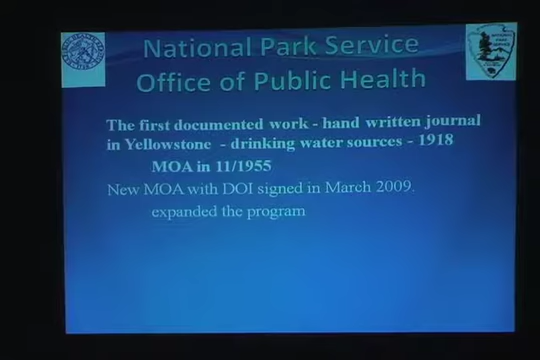 National Park Service
Office of Public Health
The first documented work - hand written journal
in Yellowstone - drinking water sources - 1918
MOA in 11/1955
New MOA with DOI signed in March 2009.
expanded the program